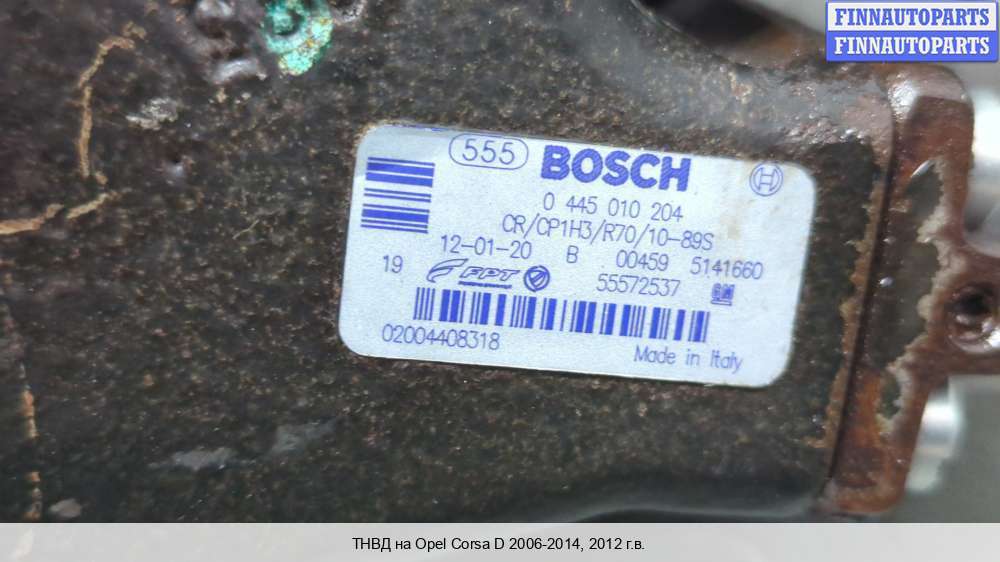 FINNAUTOPARTS
FINNAUTOPARTS
555 BOSCH
0 445 010 204
CR/CP1H3/R70/10-89S
12-01-20 B 00459 5141660
19 FPT 55572537 GM
02004408318 Made in Italy
ТНВД на Opel Corsa D 2006-2014, 2012 г.в.